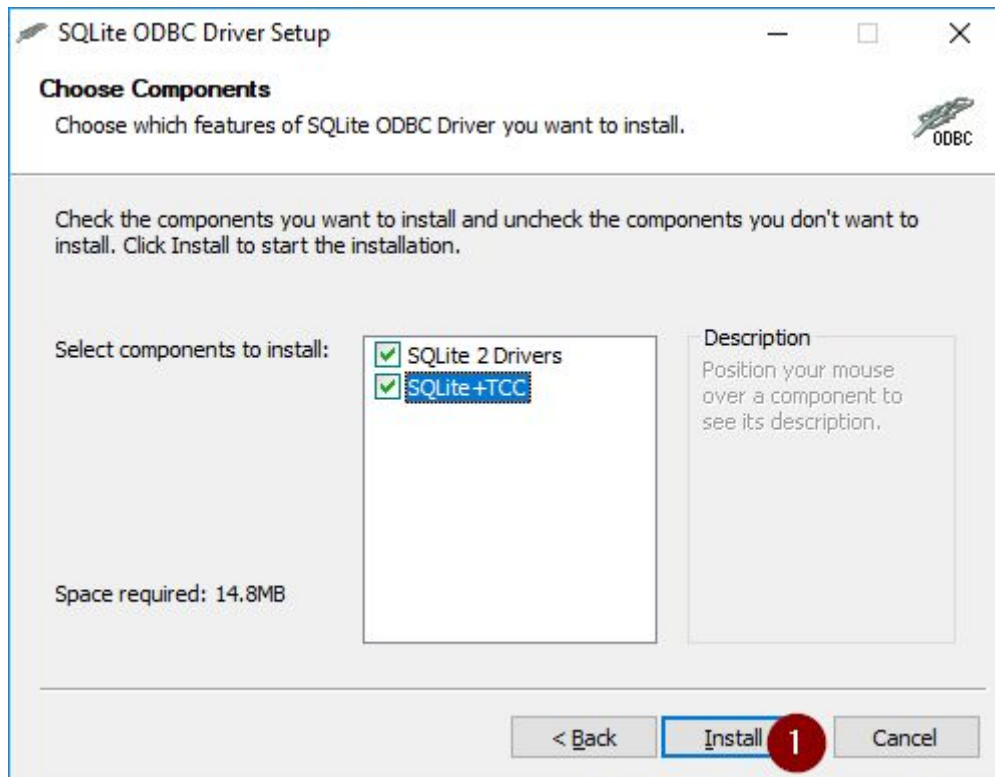 SQLite ODBC Driver Setup
Choose Components
Choose which features of SQLite ODBC Driver you want to install.
ODBC
Check the components you want to install and uncheck the components you don't want to
install. Click Install to start the installation.
Select components to install:
SQLite 2 Drivers
SQLite+TCC
Description
Position your mouse
over a component to
see its description.
Space required: 14.8MB
< Back
Install
1
Cancel